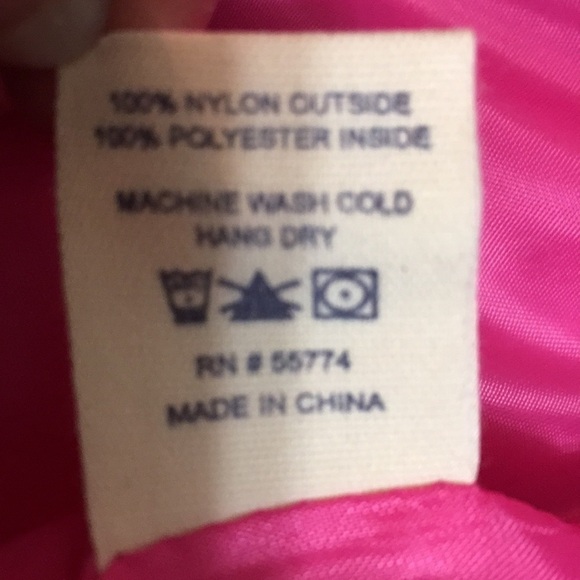 100% NYLON OUTSIDE
100% POLYESTER INSIDE
MACHINE WASH COLD
HANG DRY
RN # 55774
MADE IN CHINA